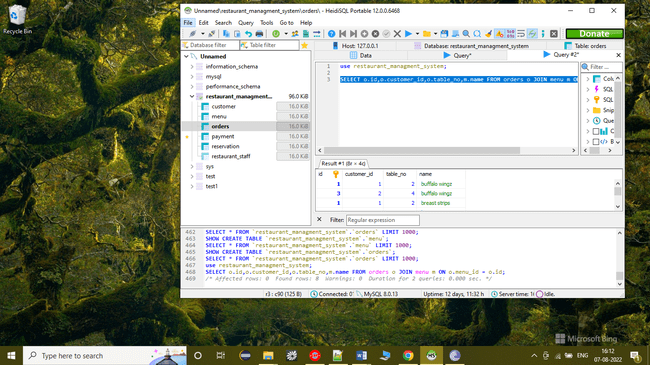 Recycle Bin
Unnamed\restaurant_managment_system\orders\ - HeidiSQL Portable 12.0.0.6468
File Edit Search Query Tools Go to Help
Donate
Database filter Table filter
Host: 127.0.0.1 Database: restaurant_managment_system Table: orders
Data Query* Query #2*
Unnamed
information_schema
mysql
performance_schema
restaurant_managment... 96.0 KiB
customer 16.0 KiB
menu 16.0 KiB
orders 16.0 KiB
payment 16.0 KiB
reservation 16.0 KiB
restaurant_staff 16.0 KiB
sys
test
test1
1 use restaurant_managment_system;
2
3 SELECT o.id,o.customer_id,o.table_no,m.name FROM orders o JOIN menu m O
Filter ...
Colu
SQL
SQL
Snip
Que
C
B
Result #1 (8r × 4c)
id customer_id table_no name
1 1 2 buffalo wingz
3 2 4 buffalo wingz
1 1 2 breast strips
Filter: Regular expression
462 SELECT * FROM `restaurant_managment_system`.`orders` LIMIT 1000;
463 SHOW CREATE TABLE `restaurant_managment_system`.`menu`;
464 SELECT * FROM `restaurant_managment_system`.`menu` LIMIT 1000;
465 SHOW CREATE TABLE `restaurant_managment_system`.`orders`;
466 SELECT * FROM `restaurant_managment_system`.`orders` LIMIT 1000;
467 use restaurant_managment_system;
468 SELECT o.id,o.customer_id,o.table_no,m.name FROM orders o JOIN menu m ON o.menu_id = o.id;
469 /* Affected rows: 0 Found rows: 8 Warnings: 0 Duration for 2 queries: 0.000 sec. */
r3 : c90 (125 B) Connected: 0 MySQL 8.0.13 Uptime: 12 days, 11:32 h Server time: 1 Idle.
Microsoft Bing
Type here to search
ENG
16:12
07-08-2022